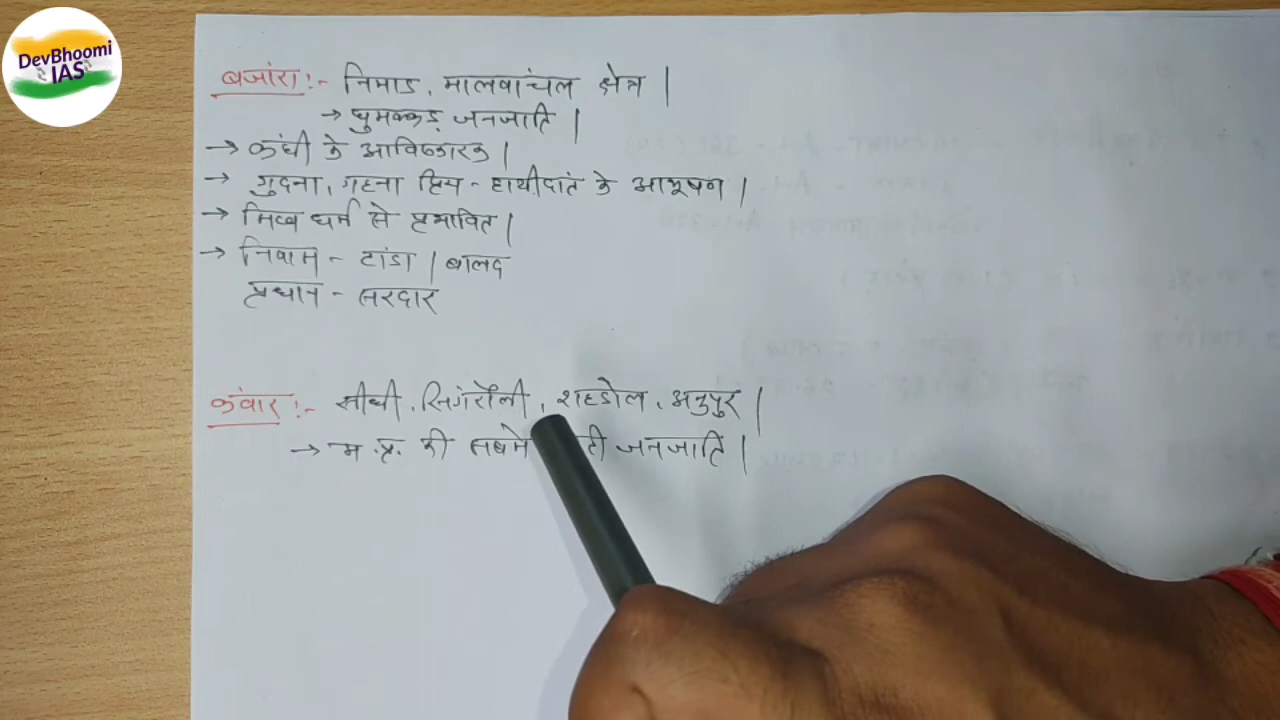 DevBhoomi
IAS
बजांरा:- निमाड, मालवांचल क्षेत्र |
→ घुमक्कड़ जनजाति |
→ कंघी के आविष्कारक |
→ गुदना, गहना प्रिय - हाथीदांत के आभूषण |
→ सिख धर्म से प्रभावित |
→ निवास - टांडा / बालद
प्रधान - सरदार
कंवार:- सीधी, सिंगरौली, शहडोल, अनुपुर |
→ म.प्र. की सबसे जनजाति |